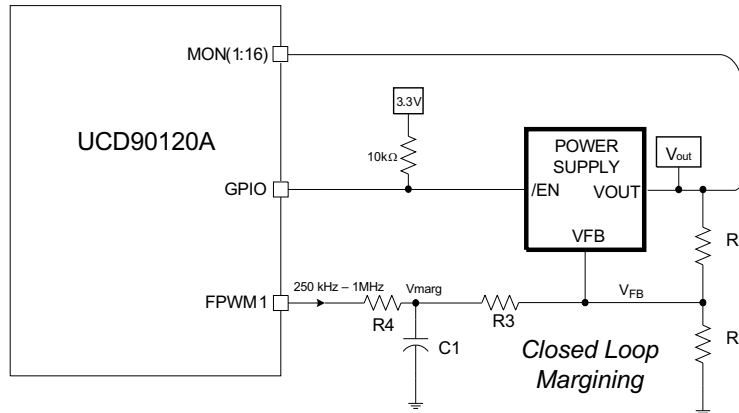 MON(1:16)
3.3V
UCD90120A
10kΩ
POWER
SUPPLY
Vout
GPIO
/EN
VOUT
VFB
R
FPWM1
250 kHz – 1MHz
Vmarg
VFB
R4
R3
C1
R
Closed Loop
Margining